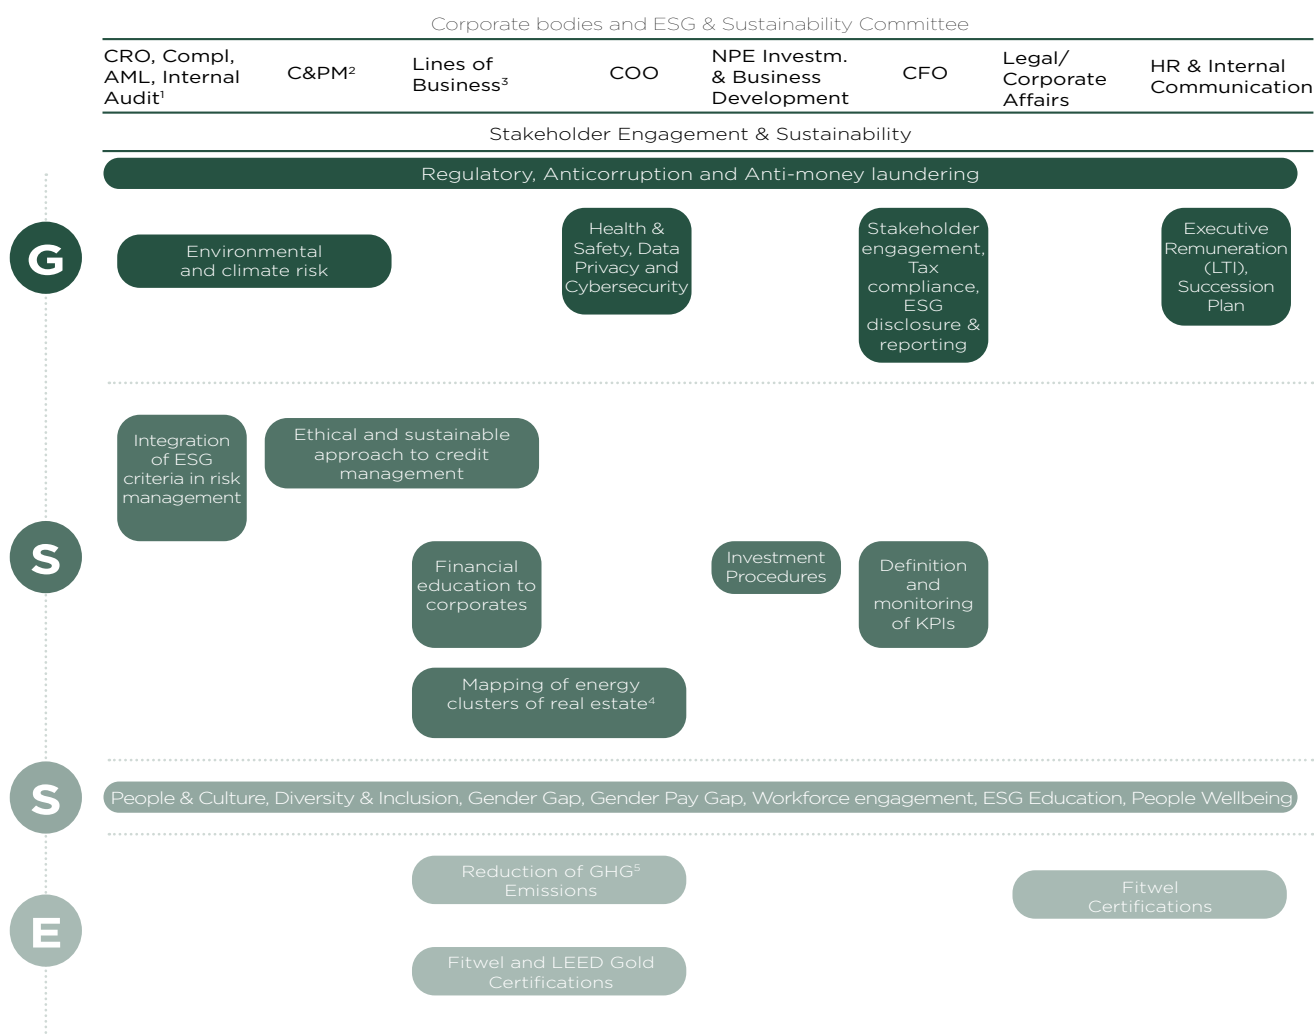 Corporate bodies and ESG & Sustainability Committee
CRO, Compl,
AML, Internal
Audit¹
C&PM²
Lines of
Business³
COO
NPE Investm.
& Business
Development
CFO
Legal/
Corporate
Affairs
HR & Internal
Communication
Stakeholder Engagement & Sustainability
Regulatory, Anticorruption and Anti-money laundering
G
Environmental
and climate risk
Health &
Safety, Data
Privacy and
Cybersecurity
Stakeholder
engagement,
Tax
compliance,
ESG
disclosure &
reporting
Executive
Remuneration
(LTI),
Succession
Plan
S
Integration
of ESG
criteria in risk
management
Ethical and sustainable
approach to credit
management
Financial
education to
corporates
Investment
Procedures
Definition
and
monitoring
of KPIs
Mapping of energy
clusters of real estate⁴
S
People & Culture, Diversity & Inclusion, Gender Gap, Gender Pay Gap, Workforce engagement, ESG Education, People Wellbeing
E
Reduction of GHG⁵
Emissions
Fitwel
Certifications
Fitwel and LEED Gold
Certifications